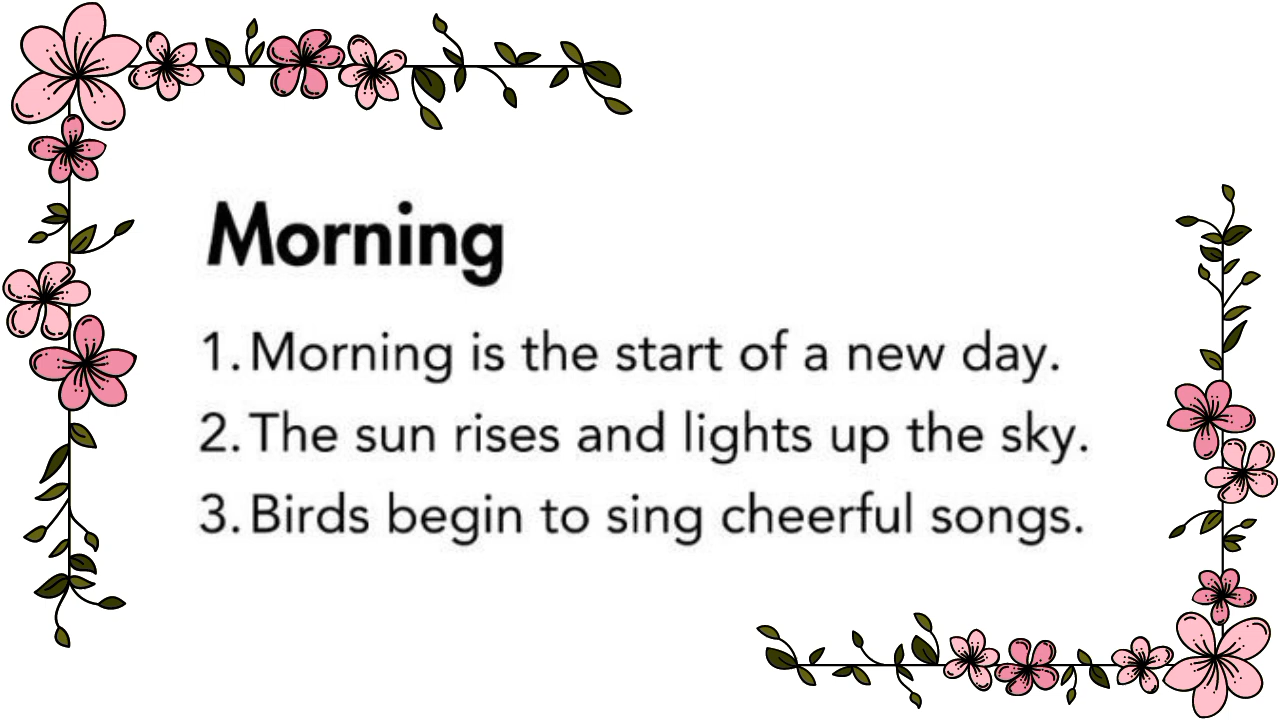 Morning
1. Morning is the start of a new day.
2. The sun rises and lights up the sky.
3. Birds begin to sing cheerful songs.